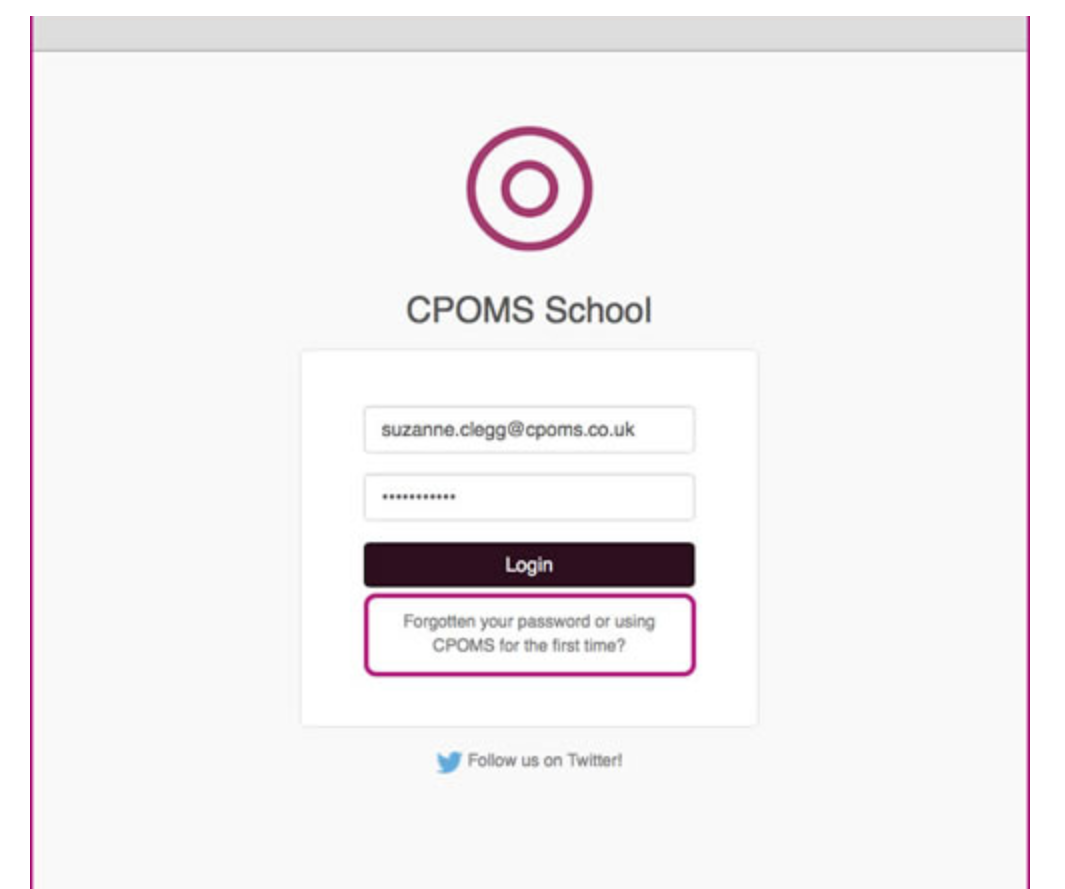 CPOMS School
suzanne.clegg@cpoms.co.uk
•••••••••••
Login
Forgotten your password or using
CPOMS for the first time?
Follow us on Twitter!